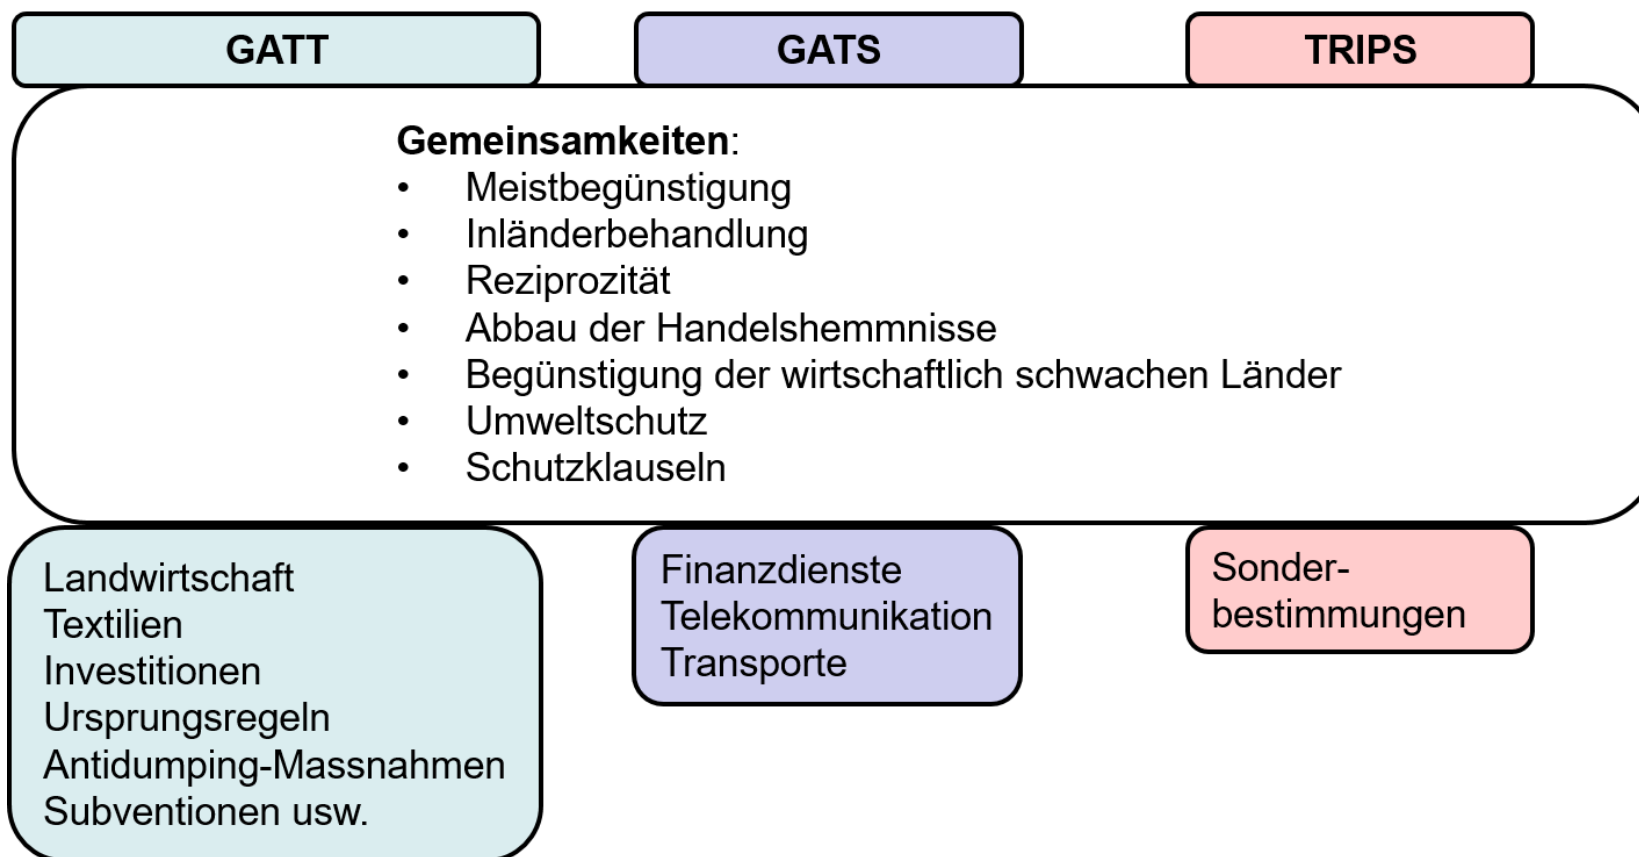 GATT
GATS
TRIPS
Gemeinsamkeiten:
• Meistbegünstigung
• Inländerbehandlung
• Reziprozität
• Abbau der Handelshemmnisse
• Begünstigung der wirtschaftlich schwachen Länder
• Umweltschutz
• Schutzklauseln
Landwirtschaft
Textilien
Investitionen
Ursprungsregeln
Antidumping-Massnahmen
Subventionen usw.
Finanzdienste
Telekommunikation
Transporte
Sonder-
bestimmungen